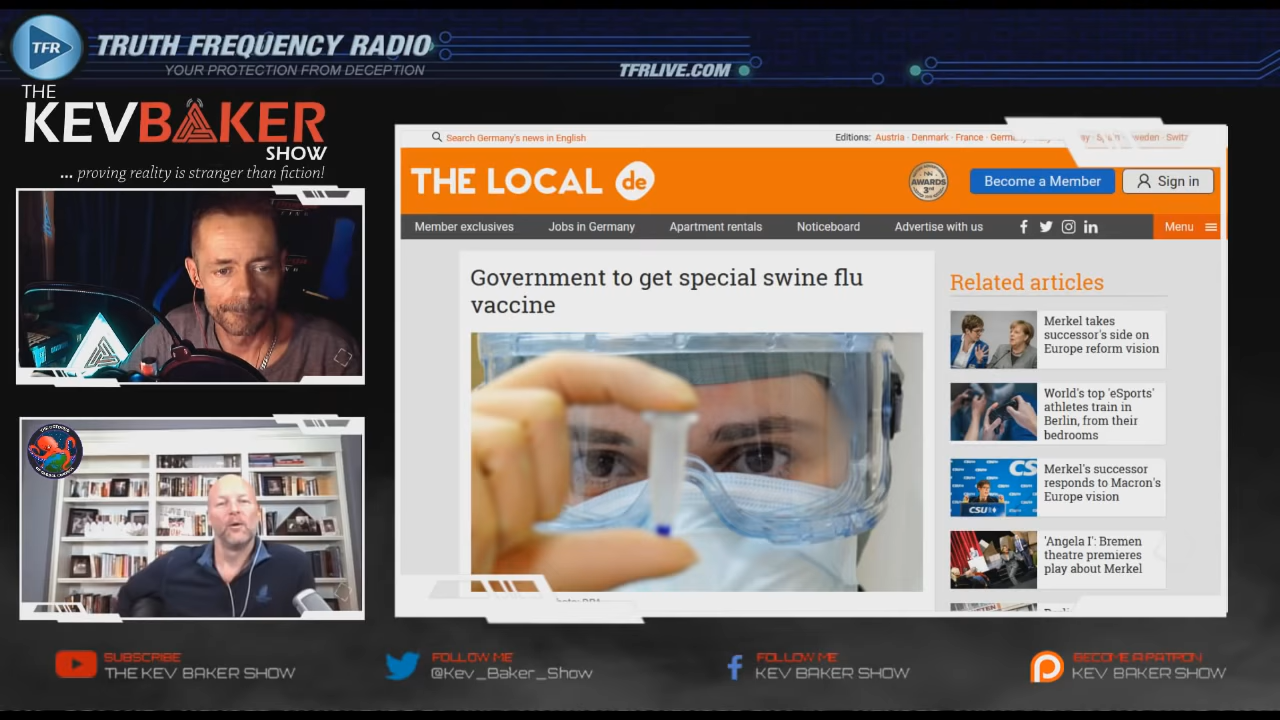 TFR
TRUTH FREQUENCY RADIO
YOUR PROTECTION FROM DECEPTION
TFRLIVE.COM
THE
KEVBAKER
SHOW
... proving reality is stranger than fiction!
Search Germany's news in English
Editions: Austria · Denmark · France ·
THE LOCAL de
AWARDS
3RD
Become a Member
Sign in
Member exclusives
Jobs in Germany
Apartment rentals
Noticeboard
Advertise with us
Menu
Government to get special swine flu
vaccine
Related articles
Merkel takes
successor's side on
Europe reform vision
World's top 'eSports'
athletes train in
Berlin, from their
bedrooms
Merkel's successor
responds to Macron's
Europe vision
CS
CSU
'Angela I': Bremen
theatre premieres
play about Merkel
SUBSCRIBE
THE KEV BAKER SHOW
FOLLOW ME
@Kev_Baker_Show
FOLLOW ME
KEV BAKER SHOW
BECOME A PATRON
KEV BAKER SHOW